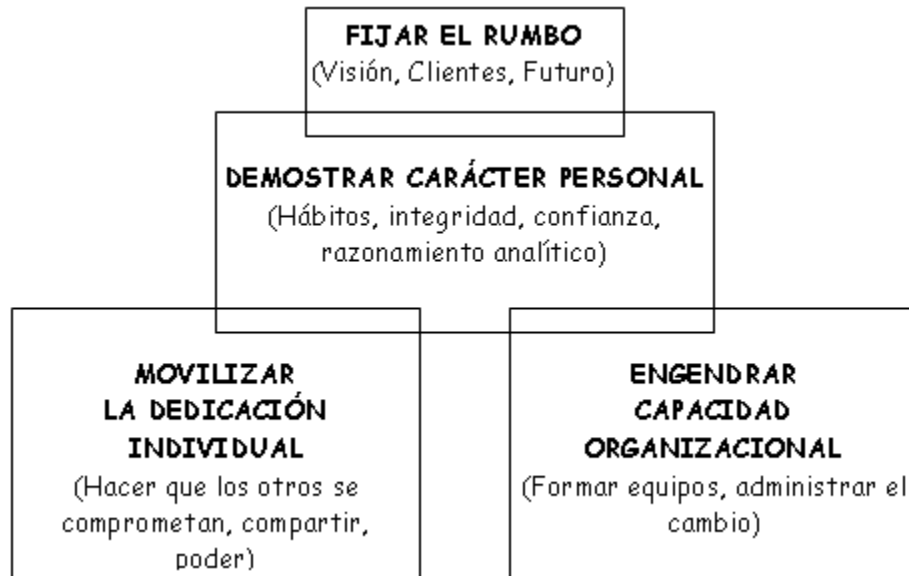 FIJAR EL RUMBO
(Visión, Clientes, Futuro)
DEMOSTRAR CARÁCTER PERSONAL
(Hábitos, integridad, confianza,
razonamiento analítico)
MOVILIZAR
LA DEDICACIÓN
INDIVIDUAL
(Hacer que los otros se
comprometan, compartir,
poder)
ENGENDRAR
CAPACIDAD
ORGANIZACIONAL
(Formar equipos, administrar el
cambio)